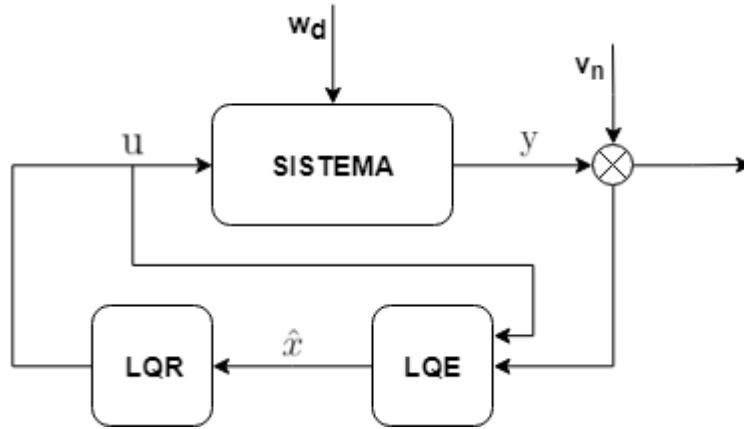 w_d
v_n
u
SISTEMA
y
LQR
x̂
LQE